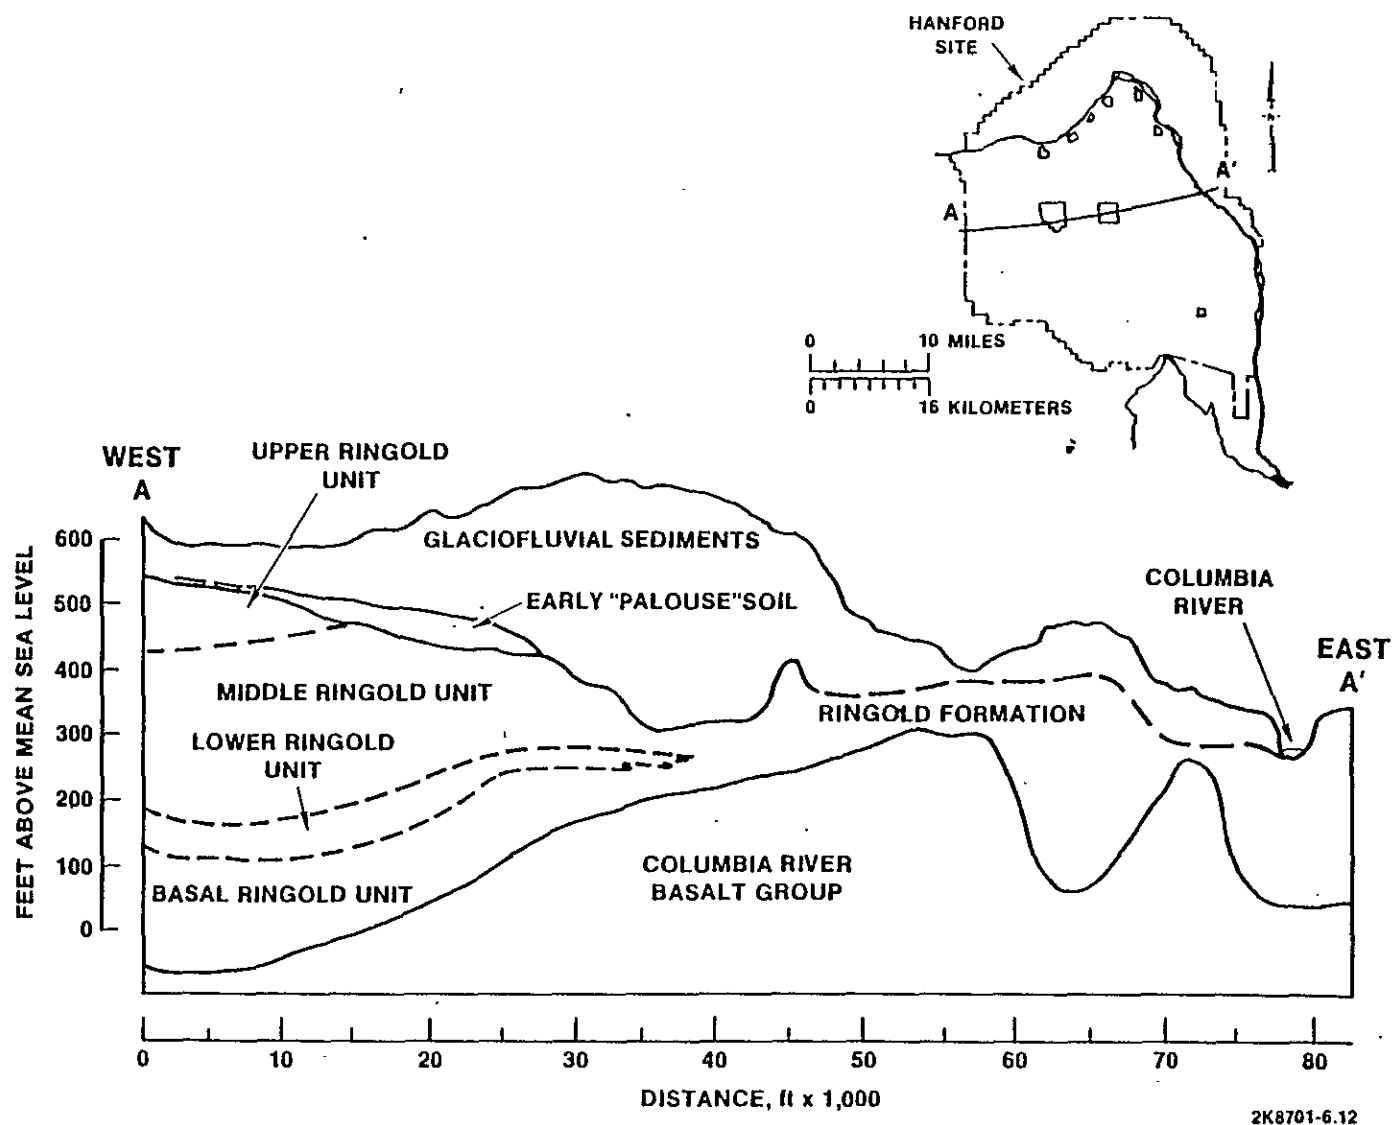 HANFORD
SITE
N
A
A'
0 10 MILES
0 16 KILOMETERS
WEST
A
UPPER RINGOLD
UNIT
600
500
400
300
200
100
0
FEET ABOVE MEAN SEA LEVEL
GLACIOFLUVIAL SEDIMENTS
EARLY "PALOUSE" SOIL
COLUMBIA
RIVER
EAST
A'
MIDDLE RINGOLD UNIT
RINGOLD FORMATION
LOWER RINGOLD
UNIT
COLUMBIA RIVER
BASALT GROUP
BASAL RINGOLD UNIT
0 10 20 30 40 50 60 70 80
DISTANCE, ft x 1,000
2K8701-6.12